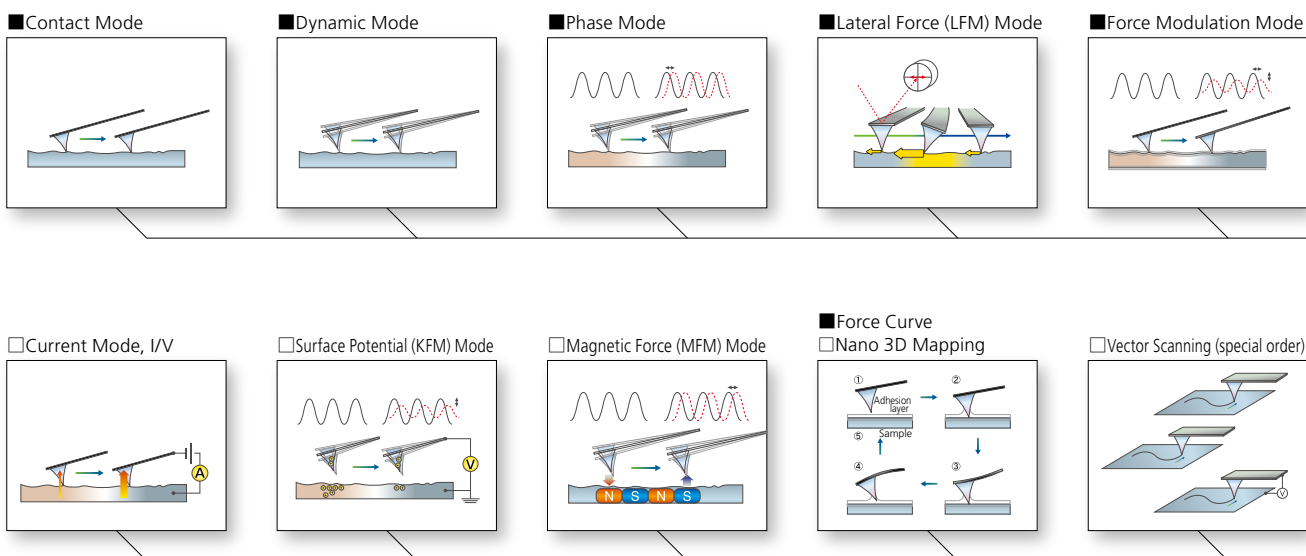 ■Contact Mode
■Dynamic Mode
■Phase Mode
■Lateral Force (LFM) Mode
■Force Modulation Mode
□Current Mode, I/V
A
□Surface Potential (KFM) Mode
V
□Magnetic Force (MFM) Mode
N S N S
■Force Curve
□Nano 3D Mapping
① ②
Adhesion
layer
⑤ Sample
④ ③
□Vector Scanning (special order)
V